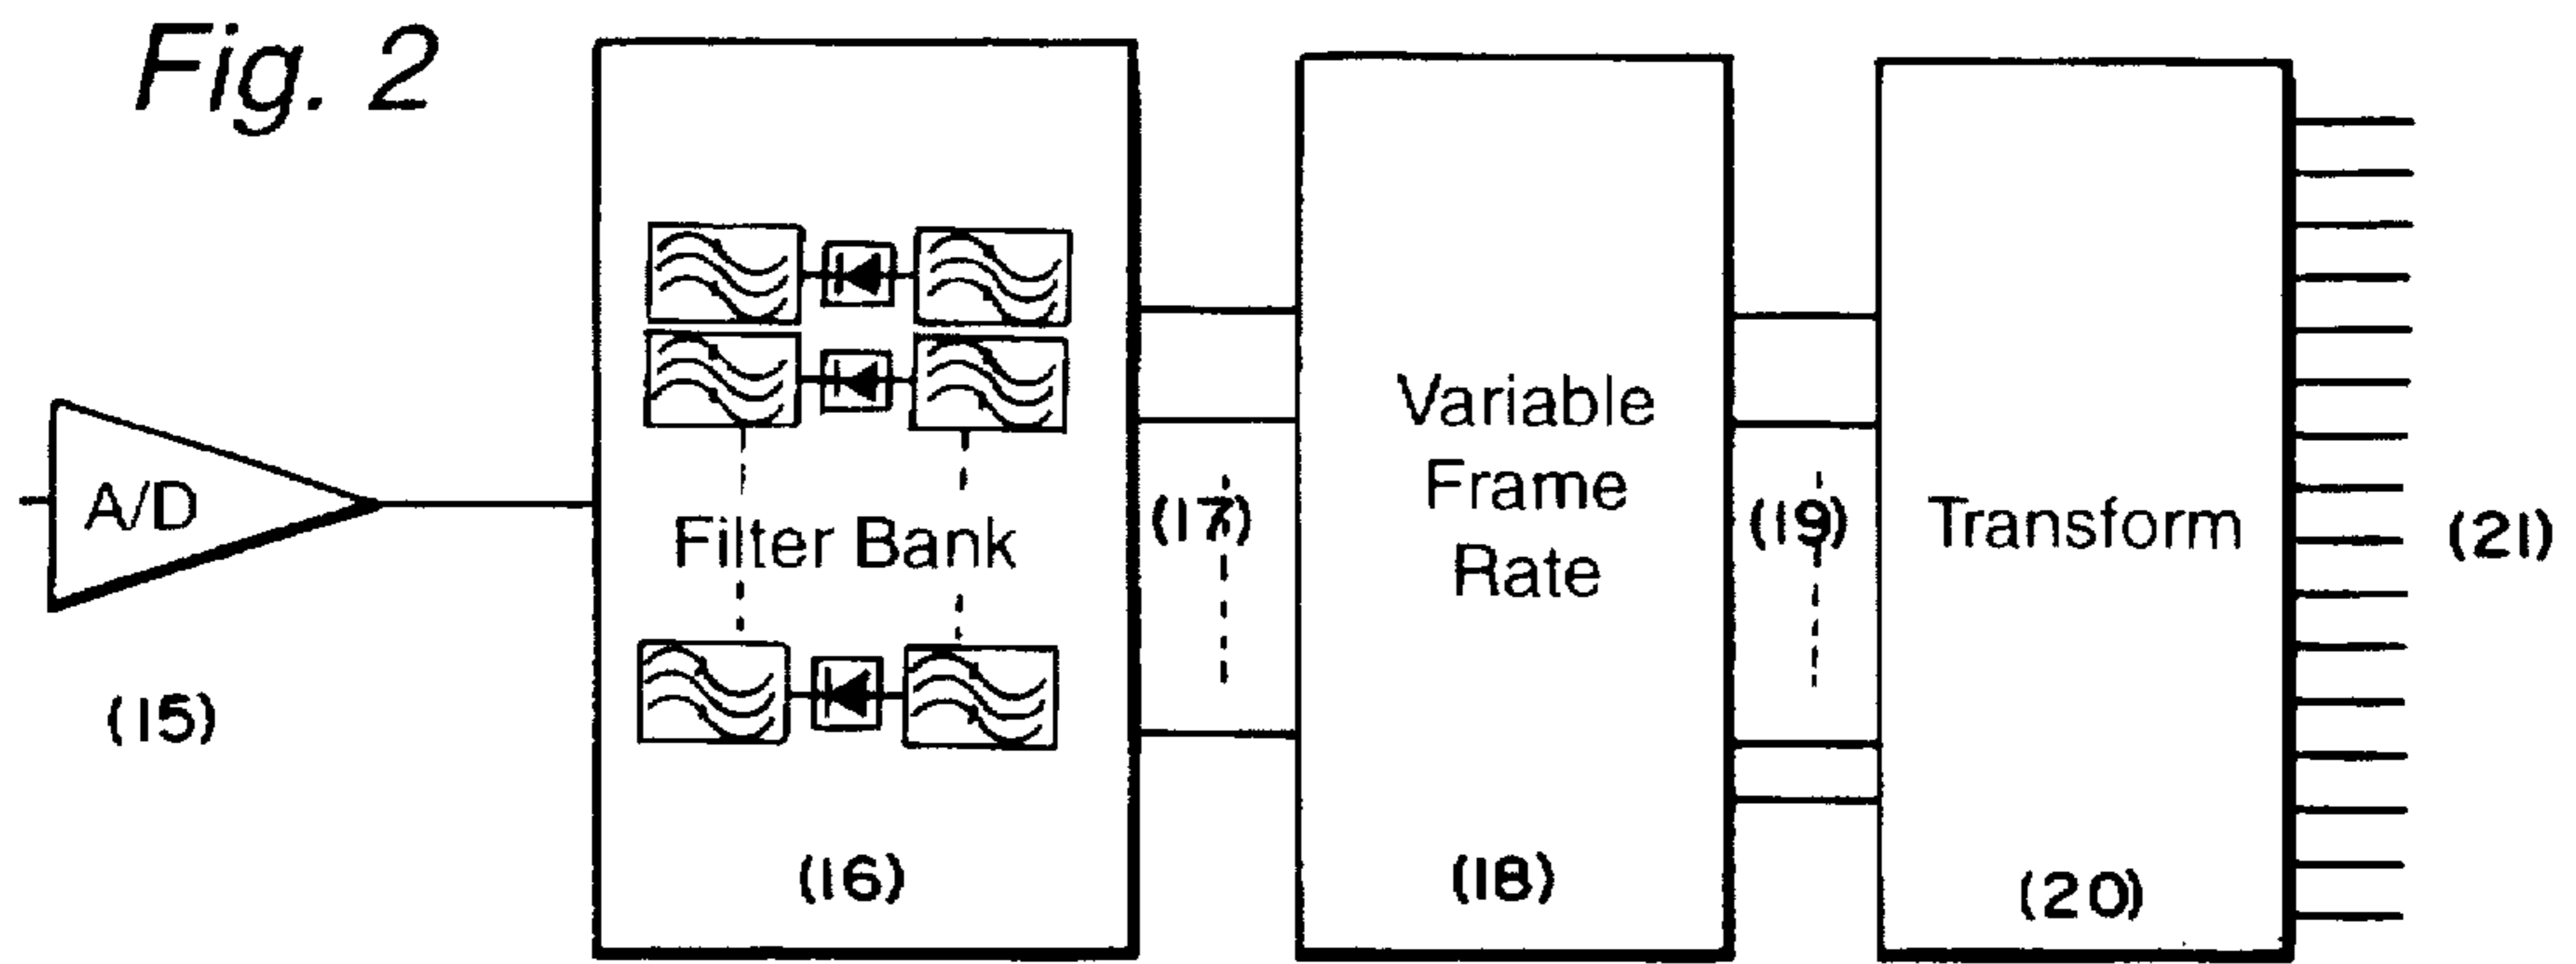 Fig. 2
A/D
(15)
Filter Bank
(16)
(17)
Variable
Frame
Rate
(18)
(19)
Transform
(20)
(21)